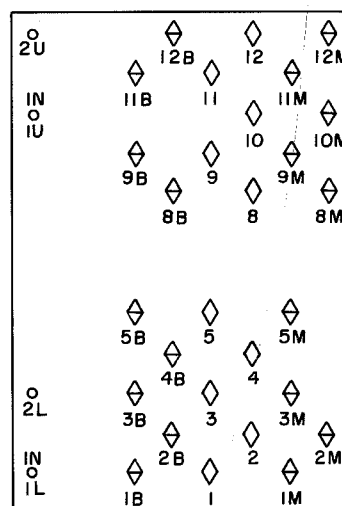 2U 12B 12 12M
11B 11 11M
IN
1U 10 10M
9B 9 9M
8B 8 8M
5B 5 5M
4B 4
2L 3B 3 3M
2B 2 2M
IN
1L 1B 1 1M